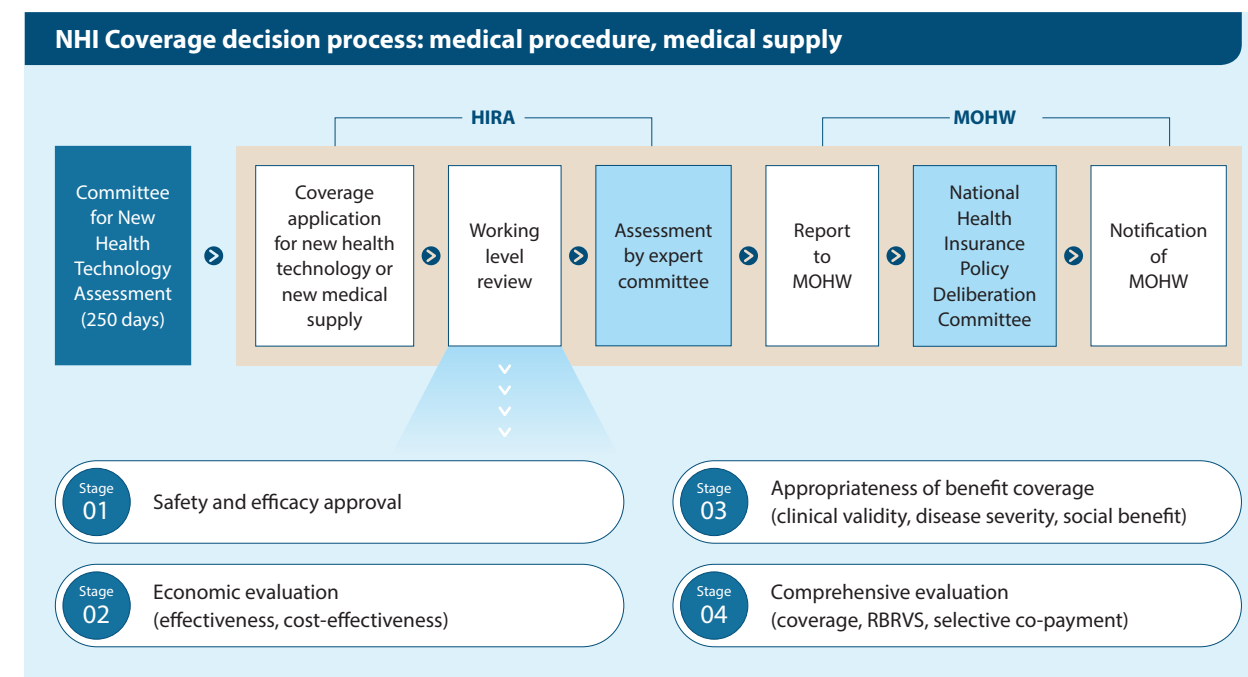 NHI Coverage decision process: medical procedure, medical supply
HIRA
MOHW
Committee
for New
Health
Technology
Assessment
(250 days)
Coverage
application
for new health
technology or
new medical
supply
Working
level
review
Assessment
by expert
committee
Report
to
MOHW
National
Health
Insurance
Policy
Deliberation
Committee
Notification
of
MOHW
Stage
01
Safety and efficacy approval
Stage
02
Economic evaluation
(effectiveness, cost-effectiveness)
Stage
03
Appropriateness of benefit coverage
(clinical validity, disease severity, social benefit)
Stage
04
Comprehensive evaluation
(coverage, RBRVS, selective co-payment)